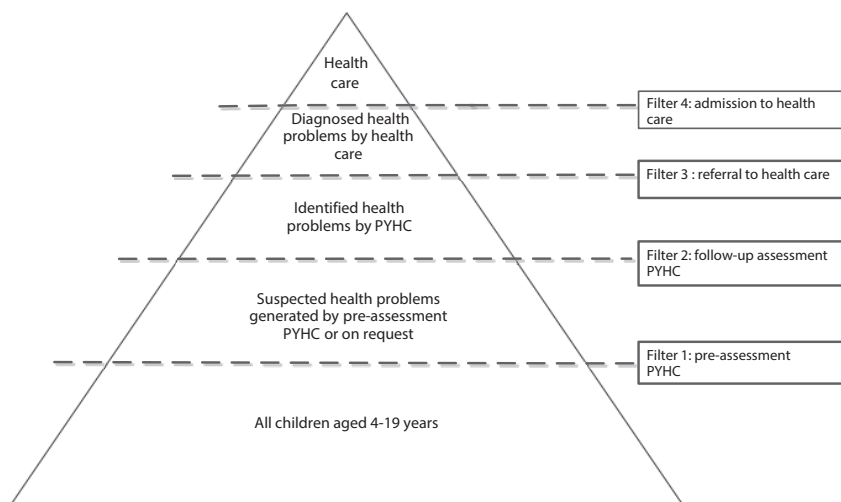 Health
care
Filter 4: admission to health
care
Diagnosed health
problems by health
care
Filter 3 : referral to health care
Identified health
problems by PYHC
Filter 2: follow-up assessment
PYHC
Suspected health problems
generated by pre-assessment
PYHC or on request
Filter 1: pre-assessment
PYHC
All children aged 4-19 years